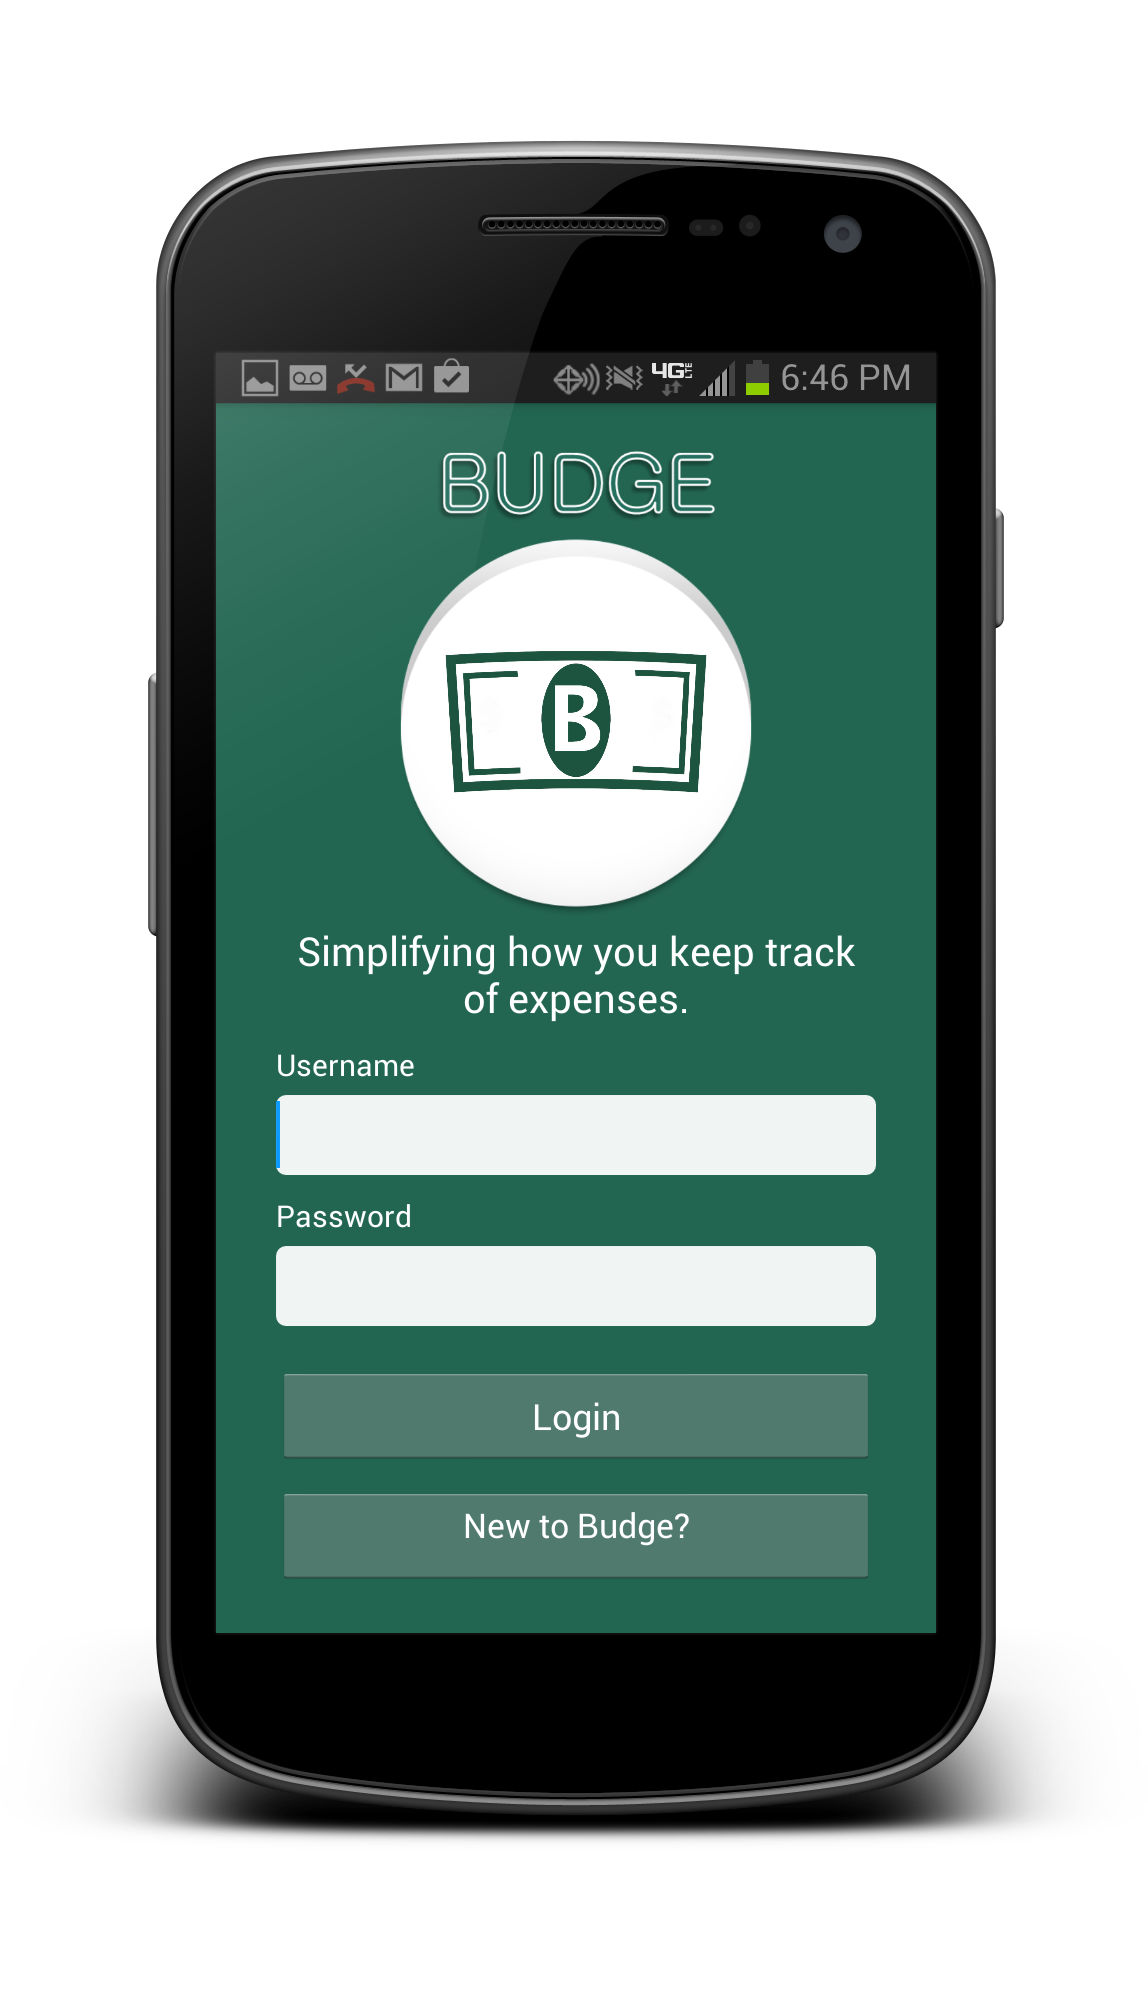 4G LTE 6:46 PM
BUDGE
B
Simplifying how you keep track
of expenses.
Username
Password
Login
New to Budge?